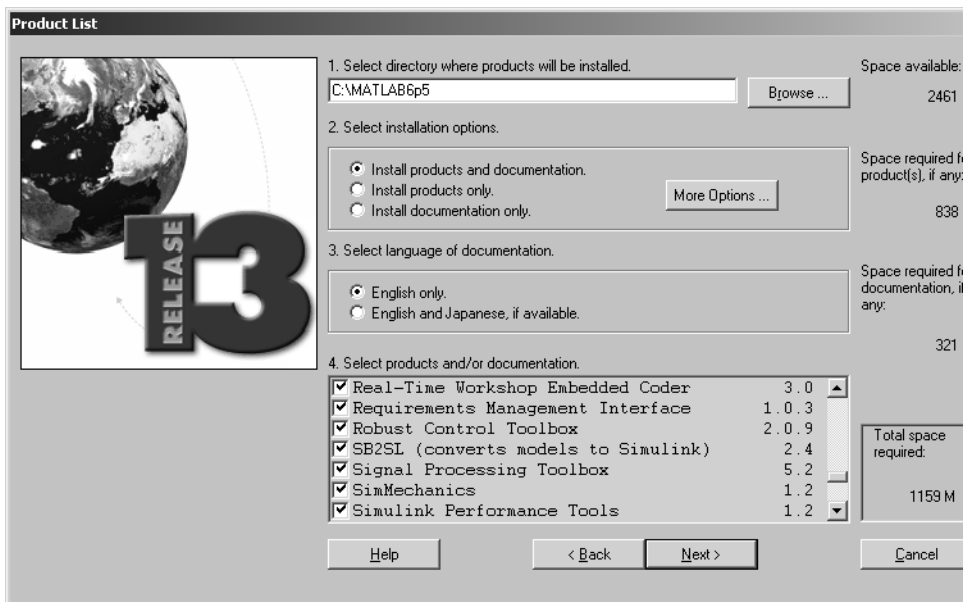 Product List
RELEASE 13
1. Select directory where products will be installed.
C:\MATLAB6p5
Browse ...
2. Select installation options.
Install products and documentation.
Install products only.
Install documentation only.
More Options ...
3. Select language of documentation.
English only.
English and Japanese, if available.
4. Select products and/or documentation.
Real-Time Workshop Embedded Coder 3.0
Requirements Management Interface 1.0.3
Robust Control Toolbox 2.0.9
SB2SL (converts models to Simulink) 2.4
Signal Processing Toolbox 5.2
SimMechanics 1.2
Simulink Performance Tools 1.2
Space available:
2461
Space required
product(s), if any:
838
Space required
documentation, if
any:
321
Total space
required:
1159 M
Help
< Back
Next >
Cancel